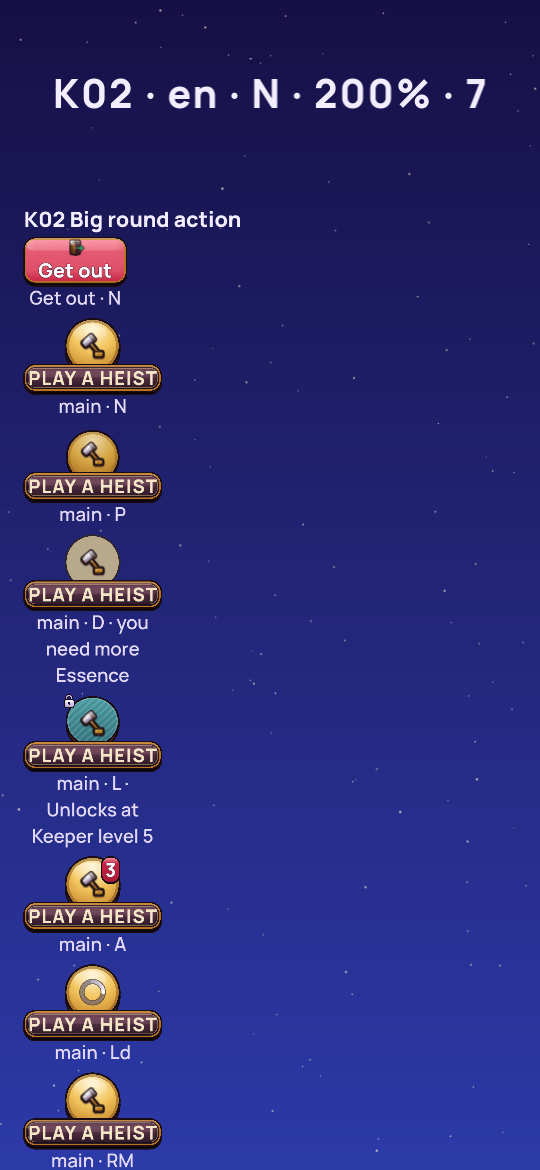 K02 · en · N · 200% · 7
K02 Big round action
Get out
Get out · N
PLAY A HEIST
main · N
PLAY A HEIST
main · P
PLAY A HEIST
main · D · you
need more
Essence
PLAY A HEIST
main · L ·
Unlocks at
Keeper level 5
3
PLAY A HEIST
main · A
PLAY A HEIST
main · Ld
PLAY A HEIST
main · RM